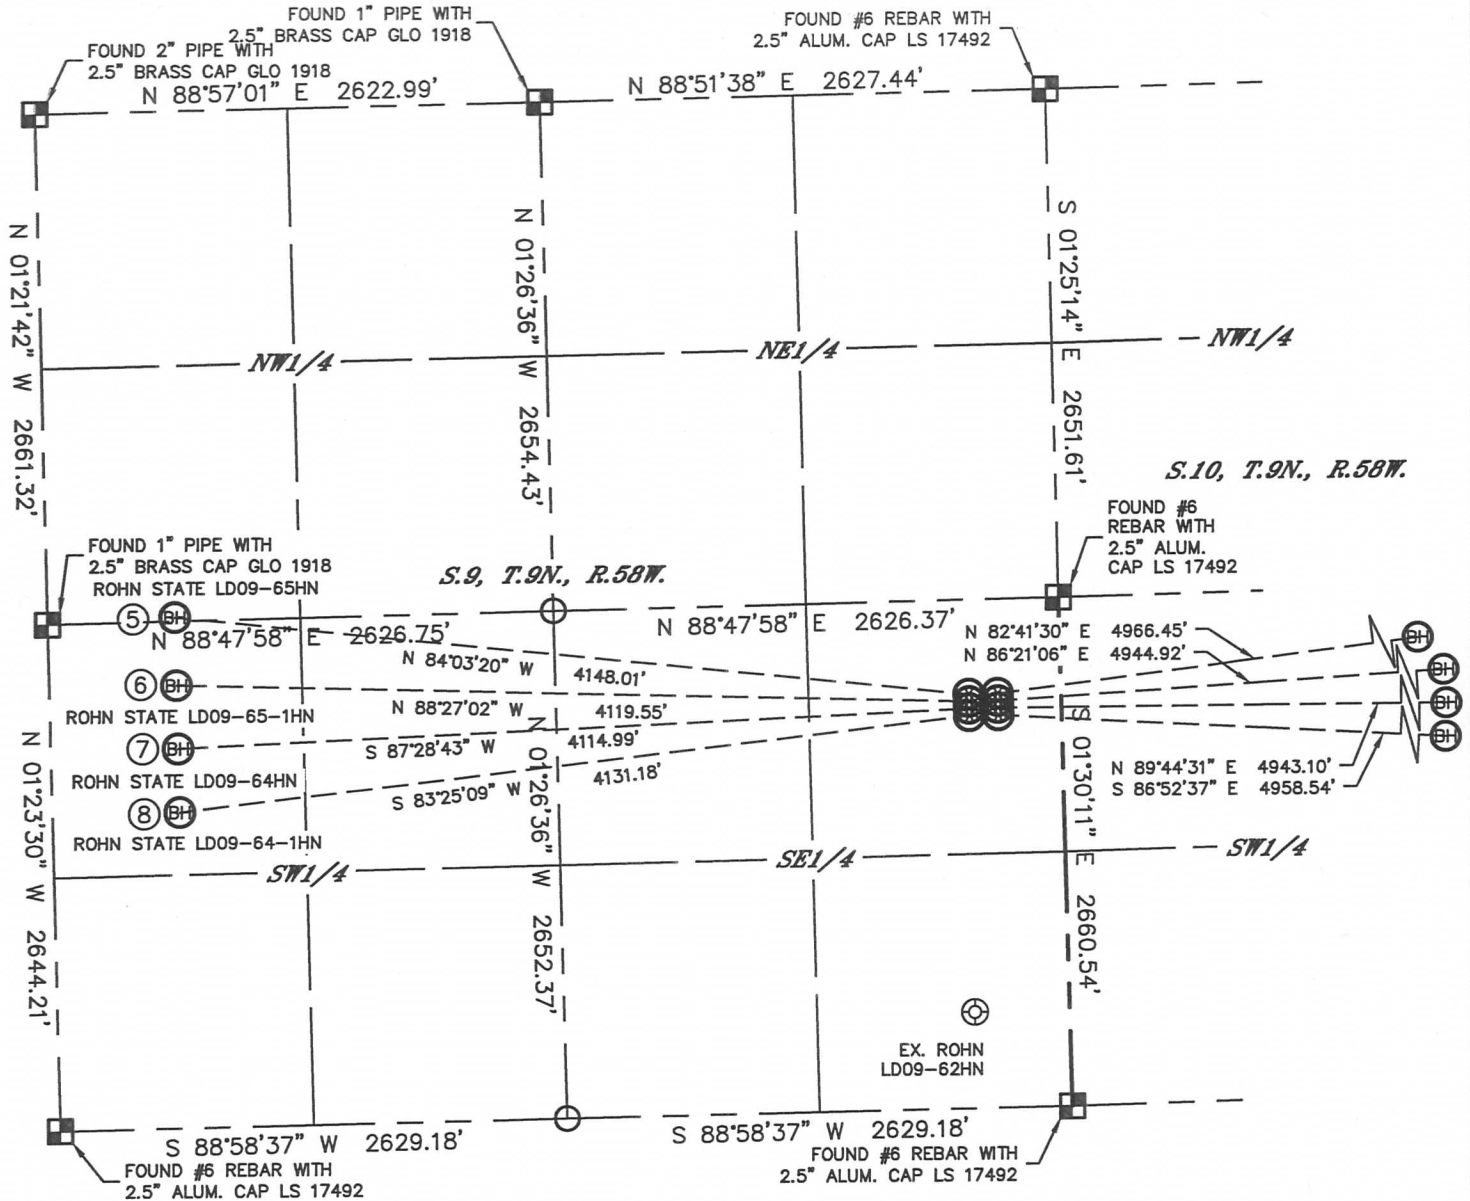 FOUND 1" PIPE WITH
2.5" BRASS CAP GLO 1918
FOUND #6 REBAR WITH
2.5" ALUM. CAP LS 17492
FOUND 2" PIPE WITH
2.5" BRASS CAP GLO 1918
N 88°57'01" E 2622.99'
N 88°51'38" E 2627.44'
N 01°21'42" W 2661.32'
N 01°26'36" W 2654.43'
S 01°25'14" E 2651.61'
NW1/4
NE1/4
NW1/4
S.10, T.9N., R.58W.
FOUND #6
REBAR WITH
2.5" ALUM.
CAP LS 17492
FOUND 1" PIPE WITH
2.5" BRASS CAP GLO 1918
ROHN STATE LD09-65HN
S.9, T.9N., R.58W.
5 BH
N 88°47'58" E 2626.75'
N 88°47'58" E 2626.37'
N 84°03'20" W 4148.01'
N 82°41'30" E 4966.45'
N 86°21'06" E 4944.92'
BH
BH
BH
BH
6 BH
ROHN STATE LD09-65-1HN
N 88°27'02" W 4119.55'
7 BH
S 87°28'43" W 4114.99'
ROHN STATE LD09-64HN
8 BH
S 83°25'09" W 4131.18'
ROHN STATE LD09-64-1HN
N 89°44'31" E 4943.10'
S 86°52'37" E 4958.54'
N 01°23'30" W 2644.21'
N 01°26'36" W 2652.37'
S 01°30'11" E 2660.54'
SW1/4
SE1/4
SW1/4
EX. ROHN
LD09-62HN
S 88°58'37" W 2629.18'
S 88°58'37" W 2629.18'
FOUND #6 REBAR WITH
2.5" ALUM. CAP LS 17492
FOUND #6 REBAR WITH
2.5" ALUM. CAP LS 17492